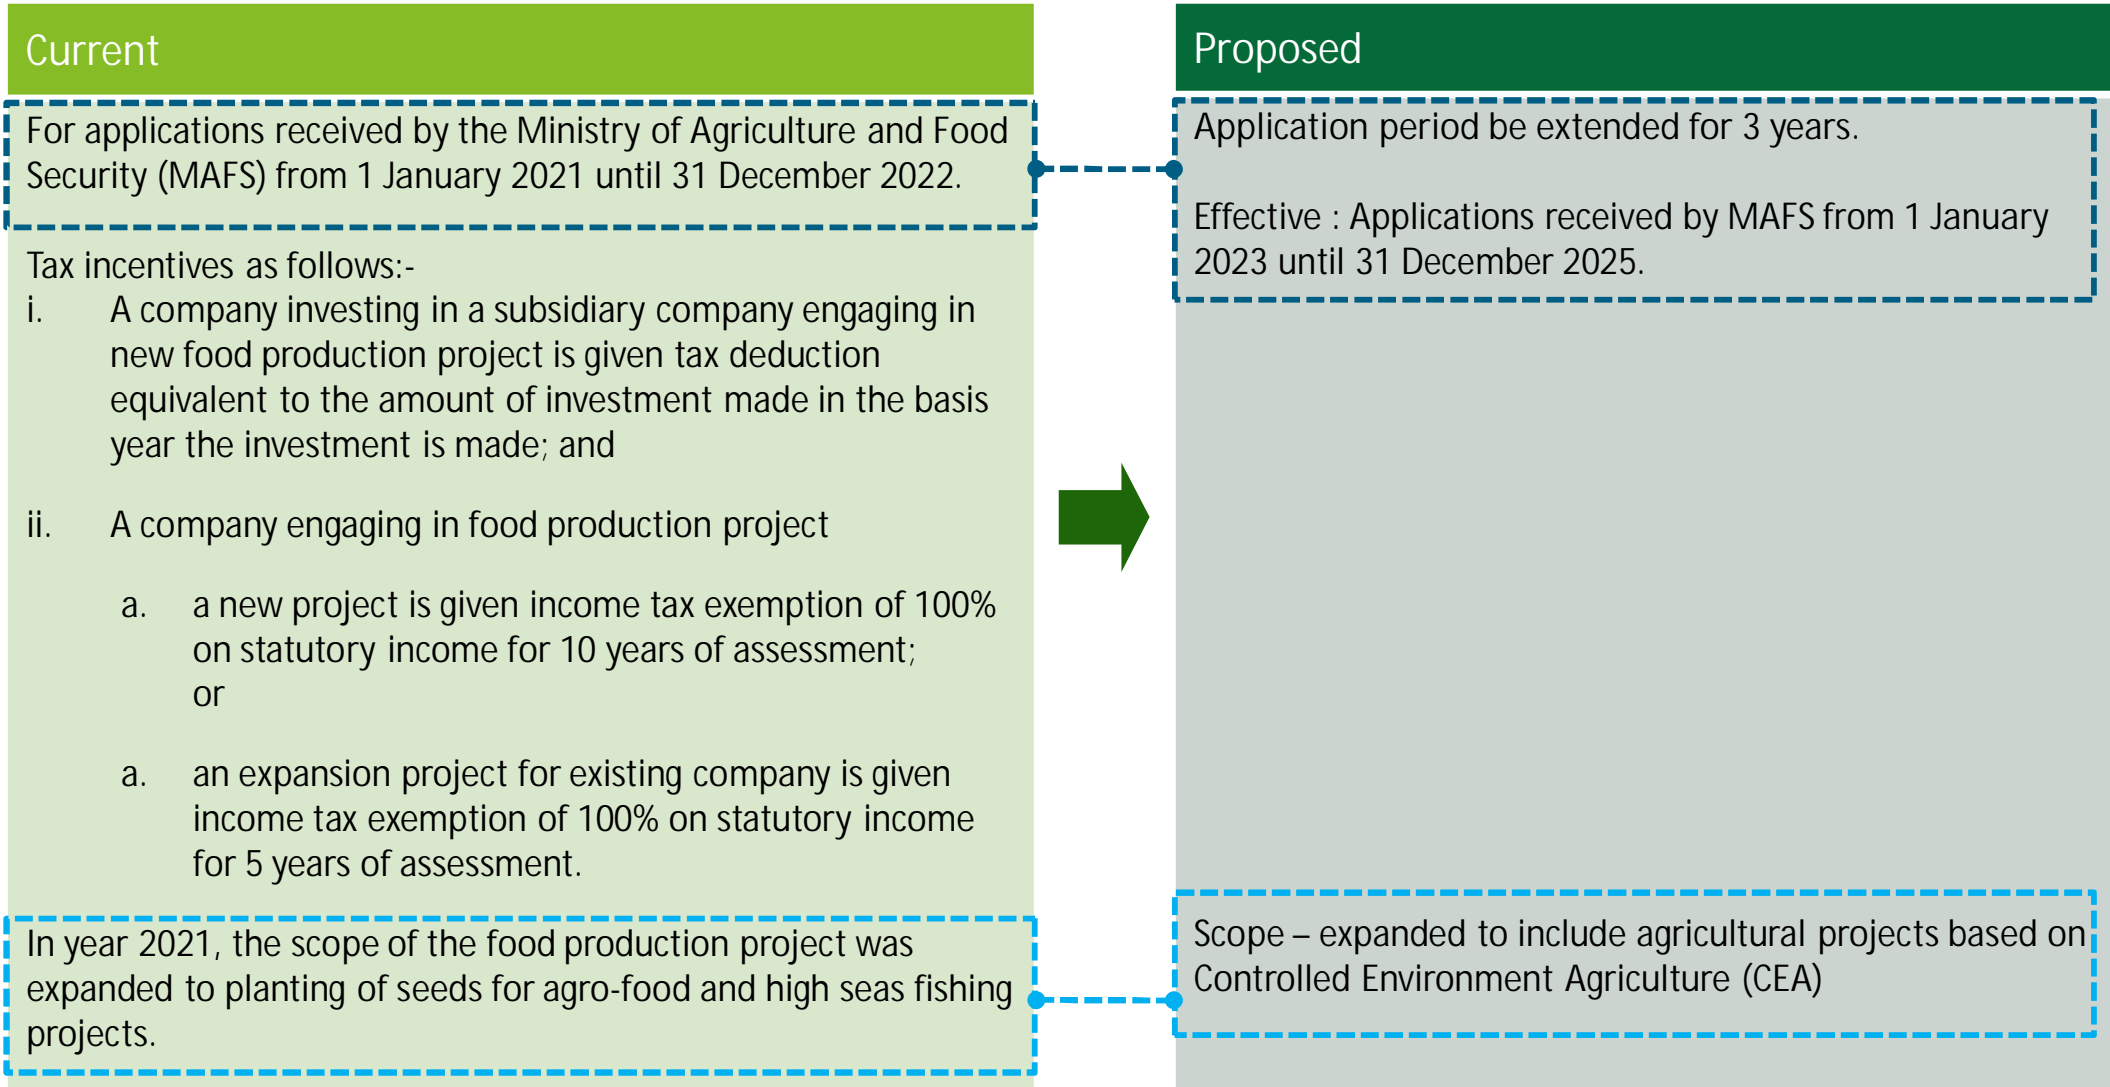 Current
For applications received by the Ministry of Agriculture and Food
Security (MAFS) from 1 January 2021 until 31 December 2022.
Tax incentives as follows:-
i. A company investing in a subsidiary company engaging in
new food production project is given tax deduction
equivalent to the amount of investment made in the basis
year the investment is made; and
ii. A company engaging in food production project
a. a new project is given income tax exemption of 100%
on statutory income for 10 years of assessment;
or
a. an expansion project for existing company is given
income tax exemption of 100% on statutory income
for 5 years of assessment.
In year 2021, the scope of the food production project was
expanded to planting of seeds for agro-food and high seas fishing
projects.
Proposed
Application period be extended for 3 years.
Effective : Applications received by MAFS from 1 January
2023 until 31 December 2025.
Scope – expanded to include agricultural projects based on
Controlled Environment Agriculture (CEA)